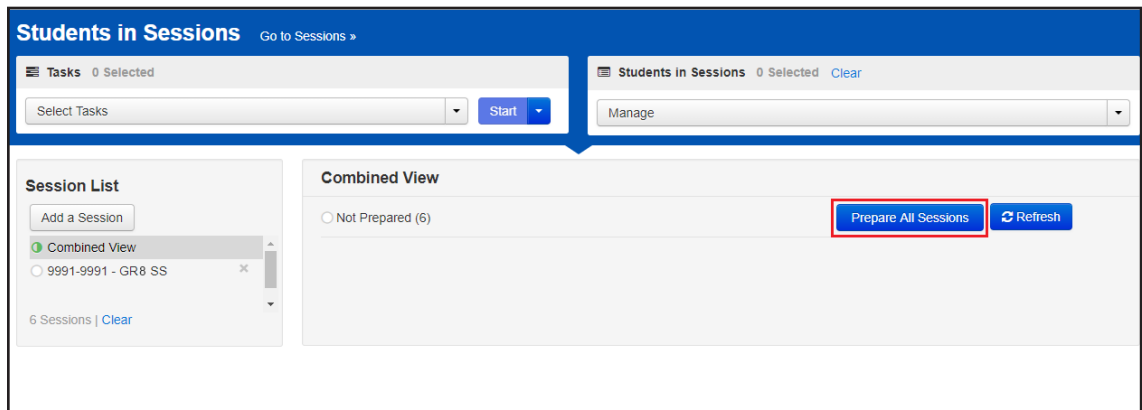 Students in Sessions Go to Sessions »
Tasks 0 Selected
Select Tasks Start
Students in Sessions 0 Selected Clear
Manage
Session List
Add a Session
Combined View
9991-9991 - GR8 SS
6 Sessions | Clear
Combined View
Not Prepared (6) Prepare All Sessions Refresh